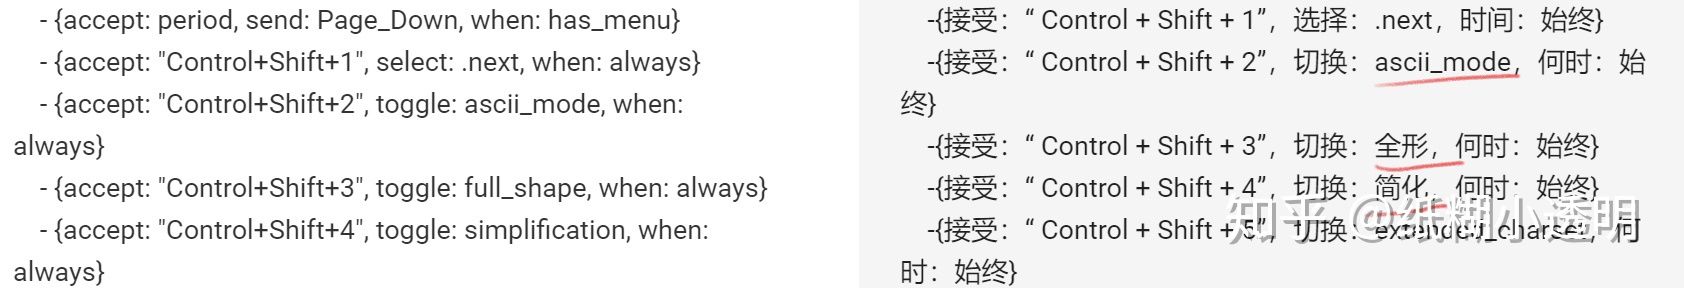 - {accept: period, send: Page_Down, when: has_menu}
- {accept: "Control+Shift+1", select: .next, when: always}
- {accept: "Control+Shift+2", toggle: ascii_mode, when:
always}
- {accept: "Control+Shift+3", toggle: full_shape, when: always}
- {accept: "Control+Shift+4", toggle: simplification, when:
always}
-{接受：“ Control + Shift + 1”，选择：.next，时间：始终}
-{接受：“ Control + Shift + 2”，切换：ascii_mode，何时：始
终}
-{接受：“ Control + Shift + 3”，切换：全形，何时：始终}
-{接受：“ Control + Shift + 4”，切换：简化，何时：始终}
-{接受：“ Control + Shift + 5”，切换：extended_charset，何
时：始终}
知乎 @纸糊小透明